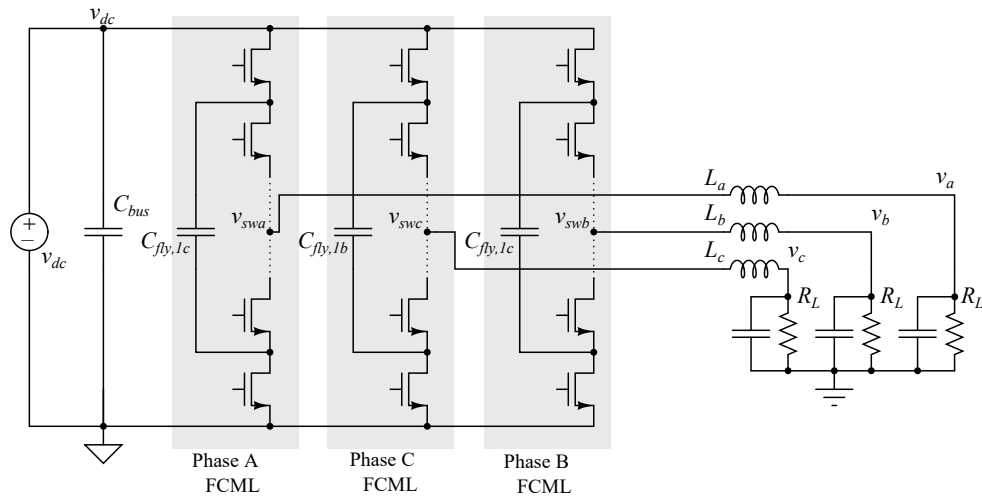 v_dc
L_a
v_a
C_bus
v_swa
v_swc
v_swb
L_b
v_b
v_dc
C_fly,1c
C_fly,1b
C_fly,1c
L_c
v_c
R_L
R_L
R_L
Phase A
FCML
Phase C
FCML
Phase B
FCML